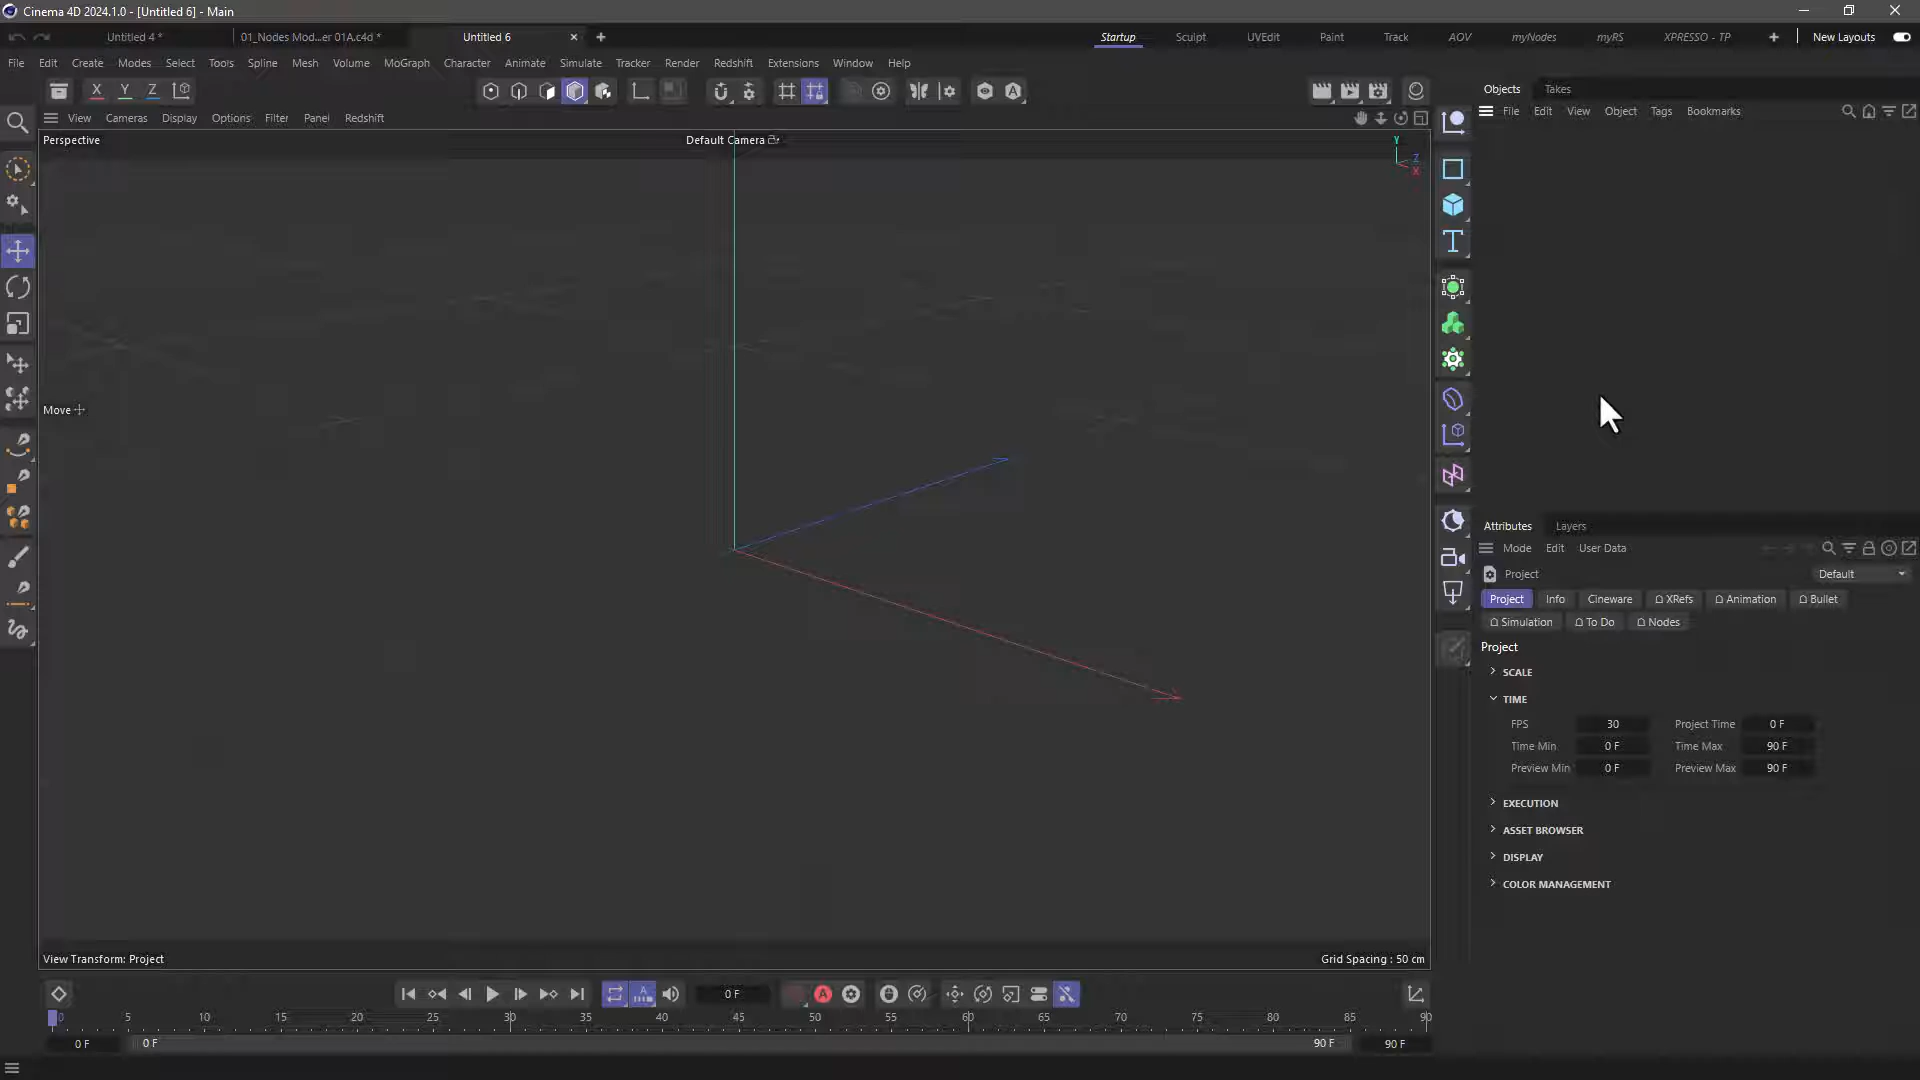 Cinema 4D 2024.1.0 - [Untitled 6] - Main
Untitled 4 *
01_Nodes Mod...er 01A.c4d *
Untitled 6
Startup
Sculpt
UVEdit
Paint
Track
AOV
myNodes
myRS
XPRESSO - TP
New Layouts
File Edit Create Modes Select Tools Spline Mesh Volume MoGraph Character Animate Simulate Tracker Render Redshift Extensions Window Help
X Y Z
Objects Takes
View Cameras Display Options Filter Panel Redshift
File Edit View Object Tags Bookmarks
Perspective
Default Camera
Y
Z
X
Move
Attributes Layers
Mode Edit User Data
Project
Default
Project Info Cineware XRefs Animation Bullet
Simulation To Do Nodes
Project
SCALE
TIME
FPS 30 Project Time 0 F
Time Min 0 F Time Max 90 F
Preview Min 0 F Preview Max 90 F
EXECUTION
ASSET BROWSER
DISPLAY
COLOR MANAGEMENT
View Transform: Project
Grid Spacing : 50 cm
0 F
0 5 10 15 20 25 30 35 40 45 50 55 60 65 70 75 80 85 90
0 F 0 F 90 F 90 F